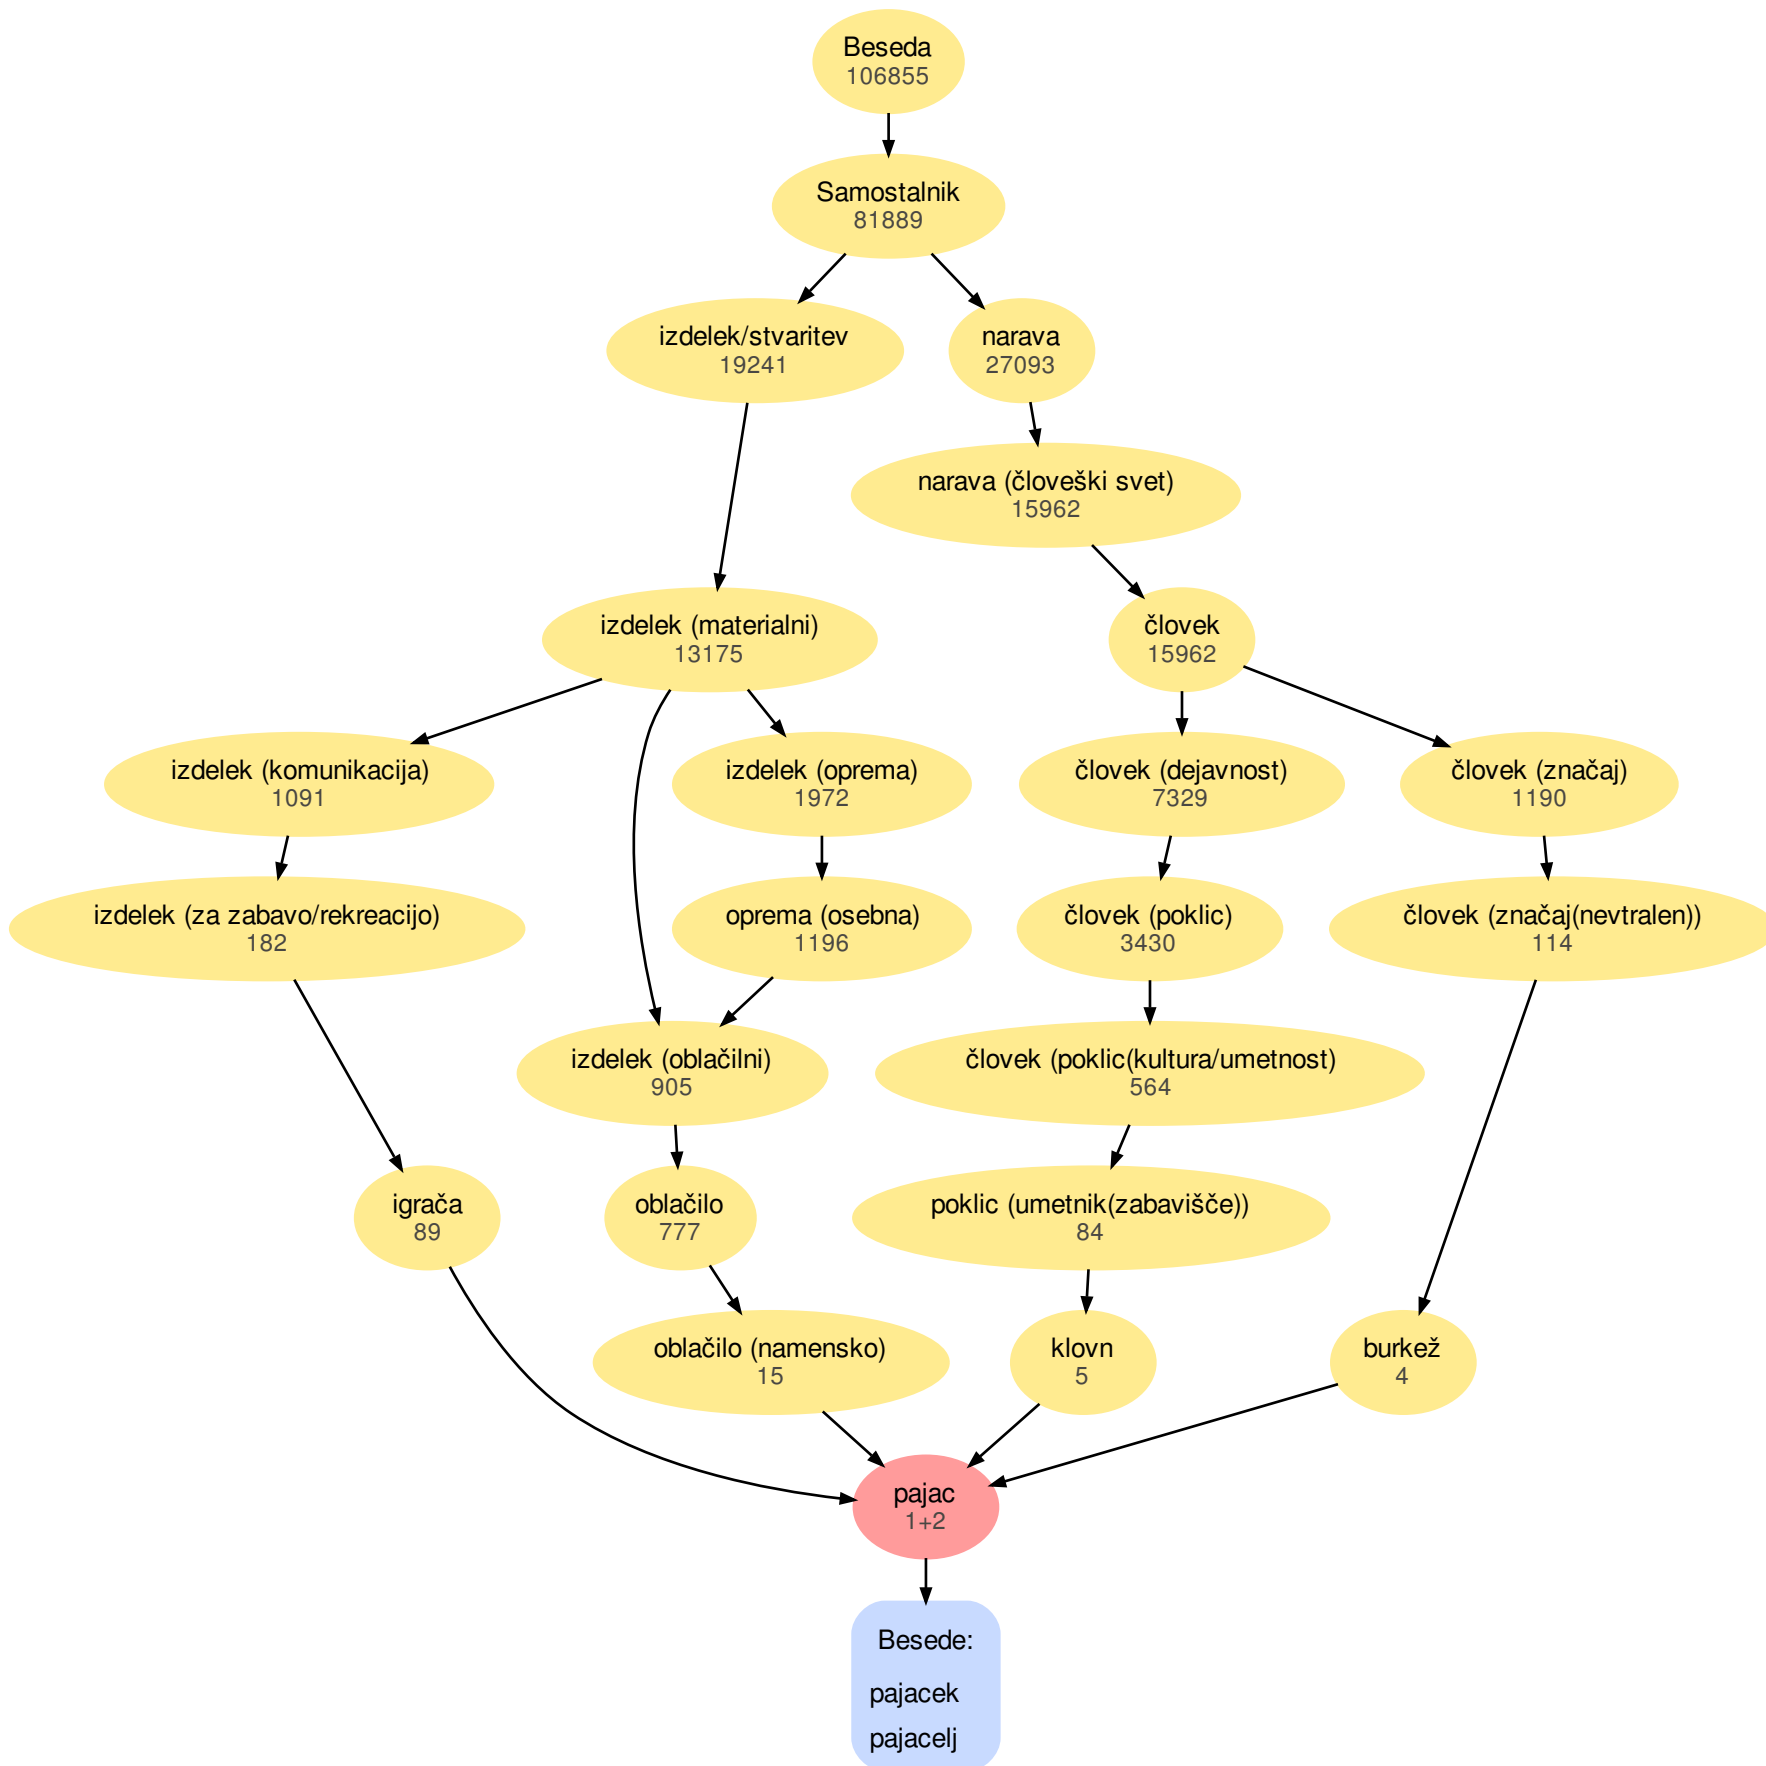 Beseda
106855
Samostalnik
81889
izdelek/stvaritev
19241
narava
27093
narava (človeški svet)
15962
izdelek (materialni)
13175
človek
15962
izdelek (komunikacija)
1091
izdelek (oprema)
1972
človek (dejavnost)
7329
človek (značaj)
1190
izdelek (za zabavo/rekreacijo)
182
oprema (osebna)
1196
človek (poklic)
3430
človek (značaj(nevtralen))
114
izdelek (oblačilni)
905
človek (poklic(kultura/umetnost)
564
igrača
89
oblačilo
777
poklic (umetnik(zabavišče))
84
oblačilo (namensko)
15
klovn
5
burkež
4
pajac
1+2
Besede:
pajacek
pajacelj